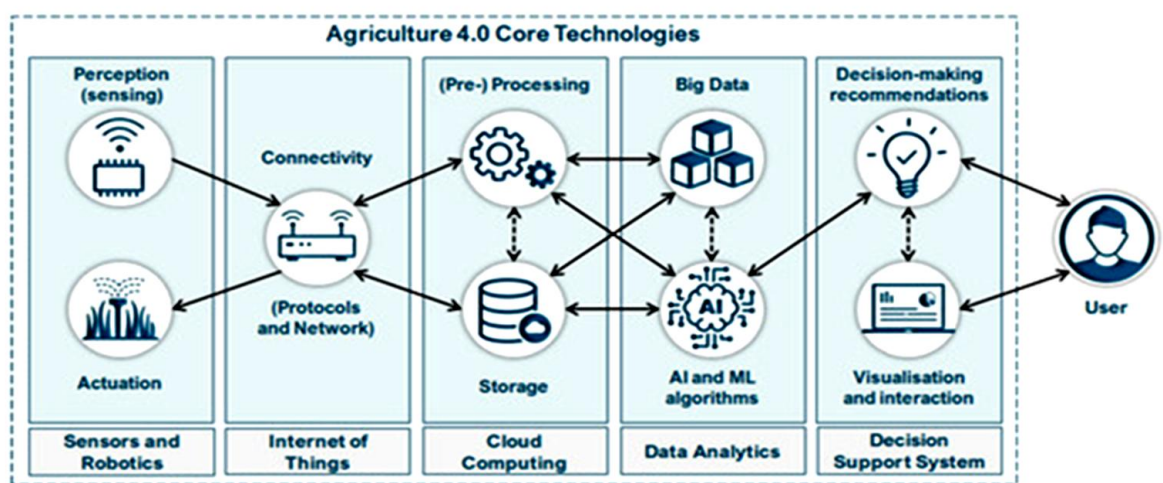 Agriculture 4.0 Core Technologies
Perception
(sensing)
Actuation
Sensors and
Robotics
Connectivity
(Protocols
and Network)
Internet of
Things
(Pre-) Processing
Storage
Cloud
Computing
Big Data
AI
AI and ML
algorithms
Data Analytics
Decision-making
recommendations
Visualisation
and interaction
Decision
Support System
User